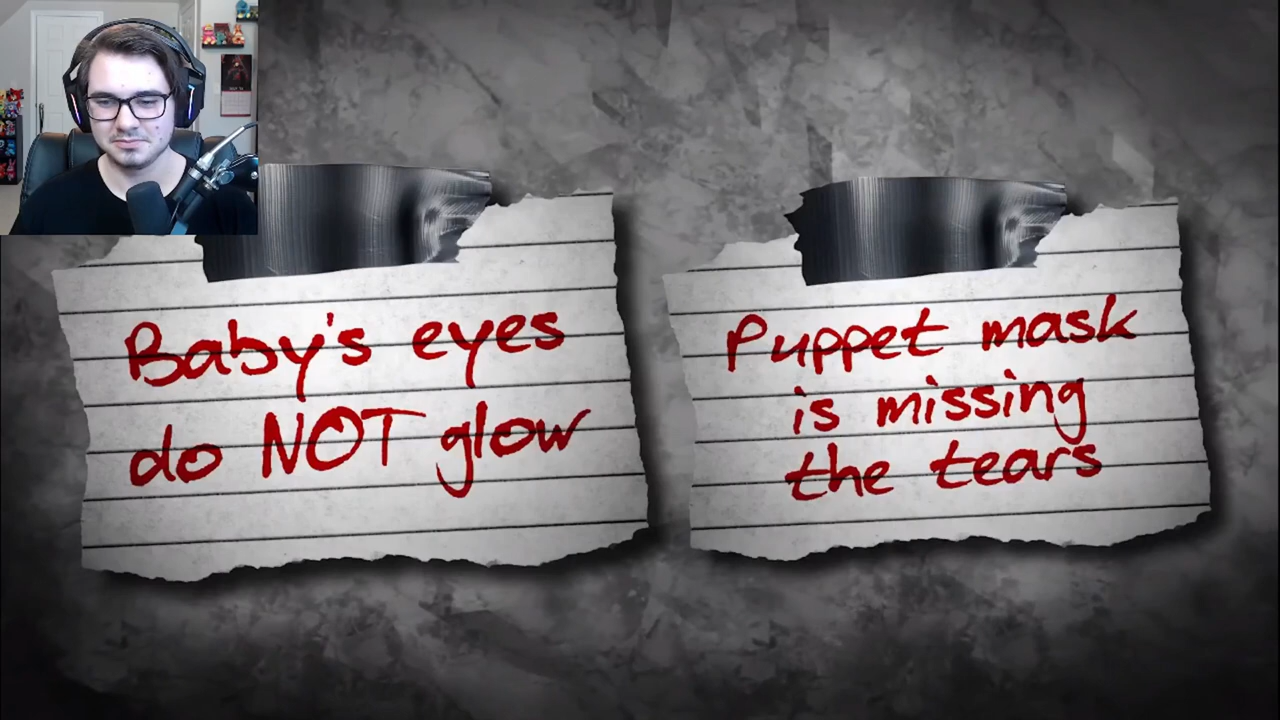 Baby's eyes
do NOT glow
Puppet mask
is missing
the tears